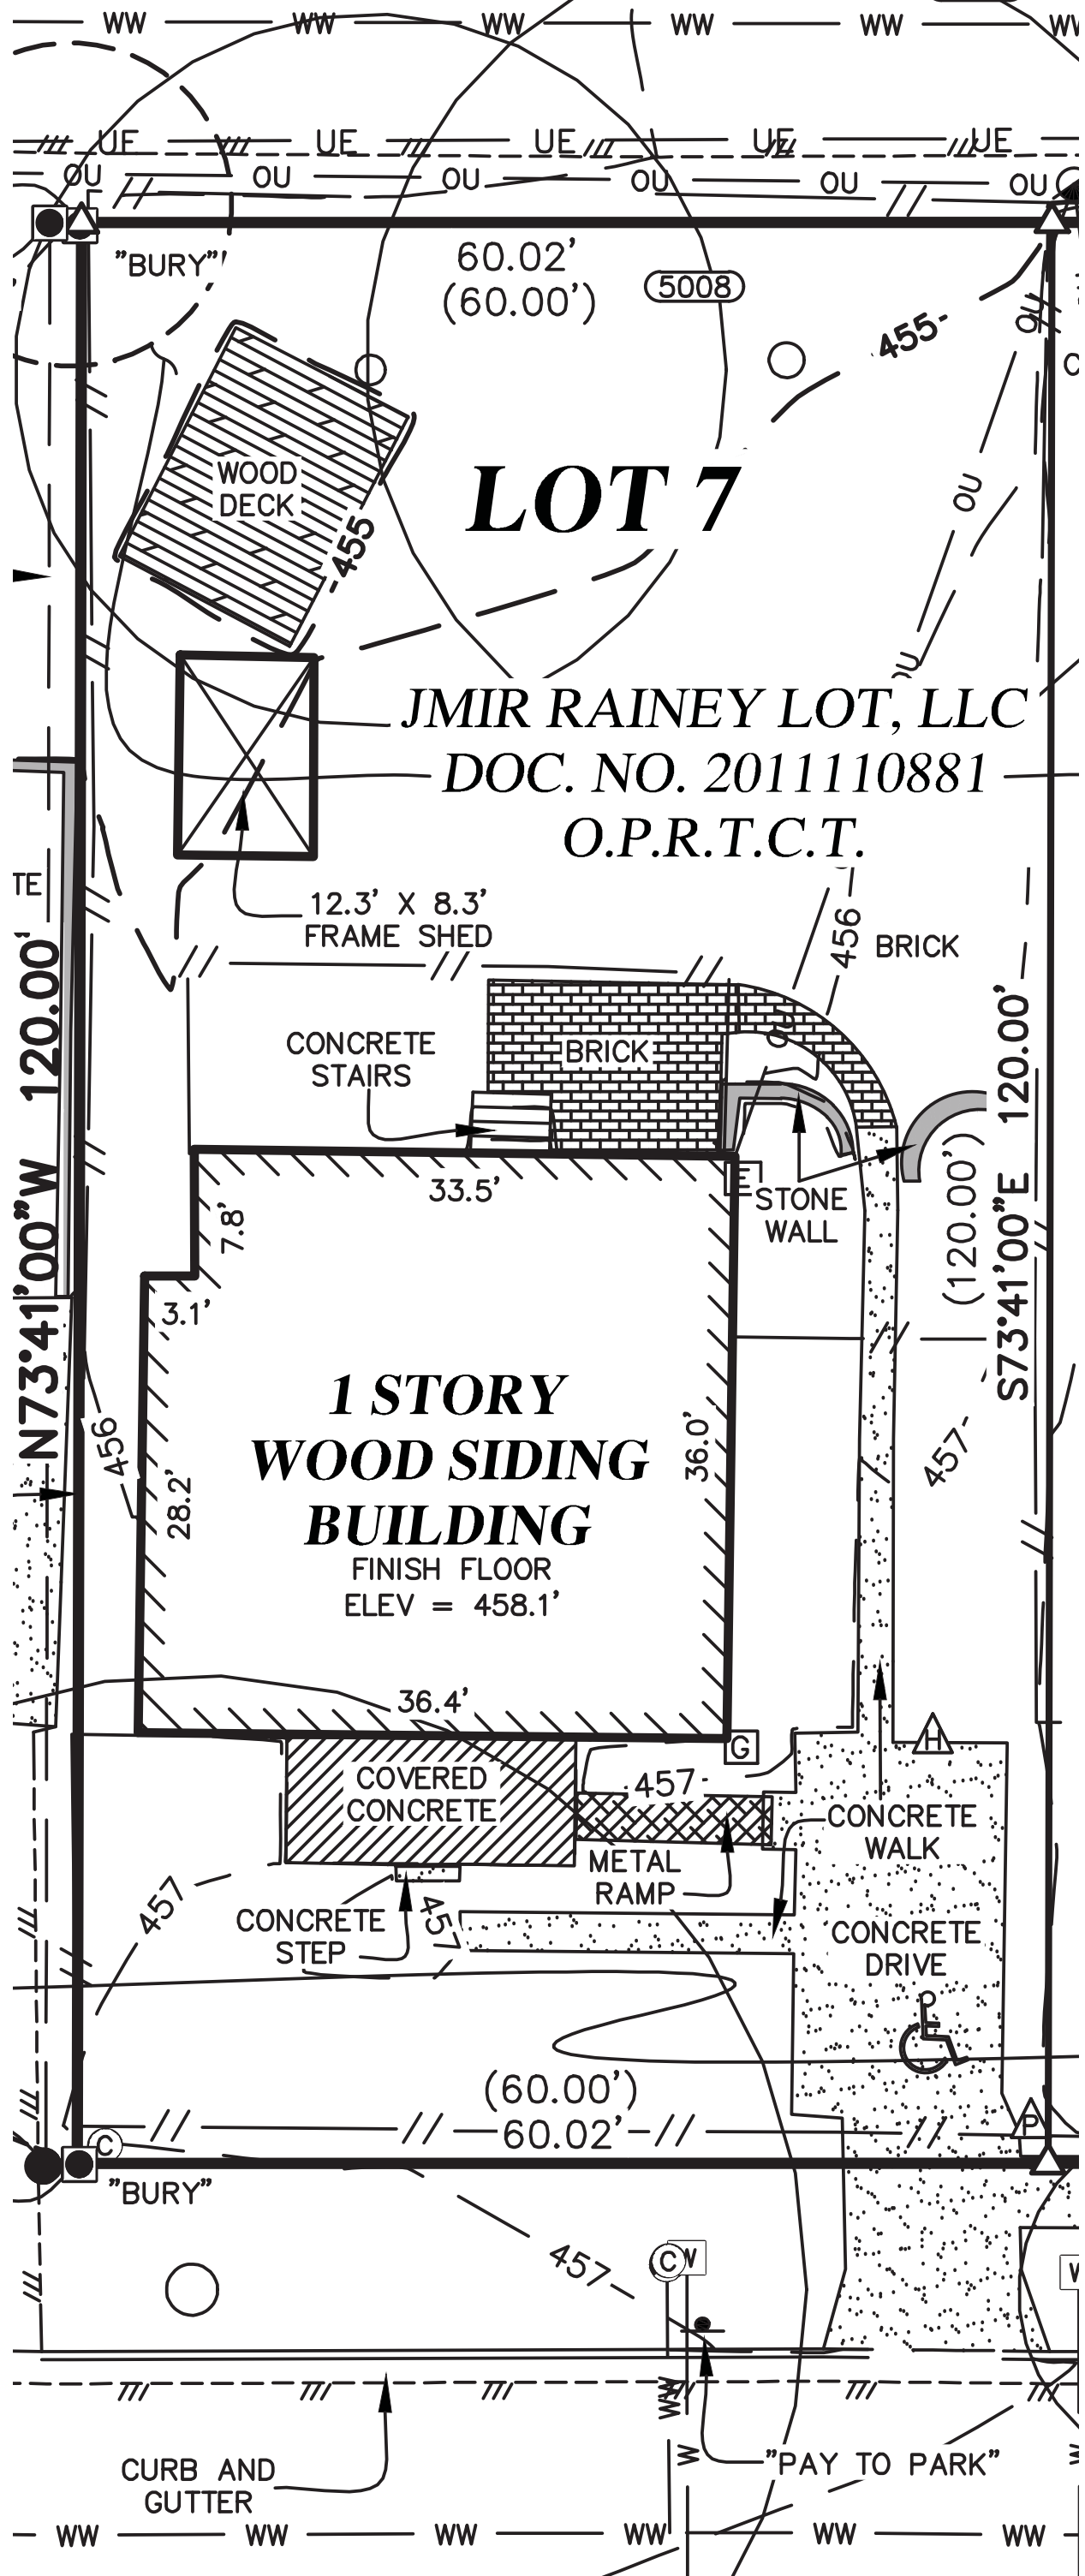 WW WW WW WW WW WW
UE UE UE UE UE
OU OU OU OU OU OU
"BURY"
60.02'
(60.00')
5008
455
OU
WOOD
DECK
LOT 7
OU
455
OU
JMIR RAINEY LOT, LLC
DOC. NO. 2011110881
O.P.R.T.C.T.
TE
12.3' X 8.3'
FRAME SHED
456
BRICK
N73°41'00"W 120.00'
S73°41'00"E 120.00'
(120.00')
CONCRETE
STAIRS
BRICK
OU
E
STONE
WALL
33.5'
7.8'
3.1'
1 STORY
WOOD SIDING
BUILDING
FINISH FLOOR
ELEV = 458.1'
36.0'
28.2'
456
457
36.4'
G
H
COVERED
CONCRETE
457
CONCRETE
WALK
METAL
RAMP
457
CONCRETE
STEP
457
CONCRETE
DRIVE
(60.00')
60.02'
P
C
"BURY"
457
C W
W
W
W
"PAY TO PARK"
CURB AND
GUTTER
WW WW WW WW WW WW